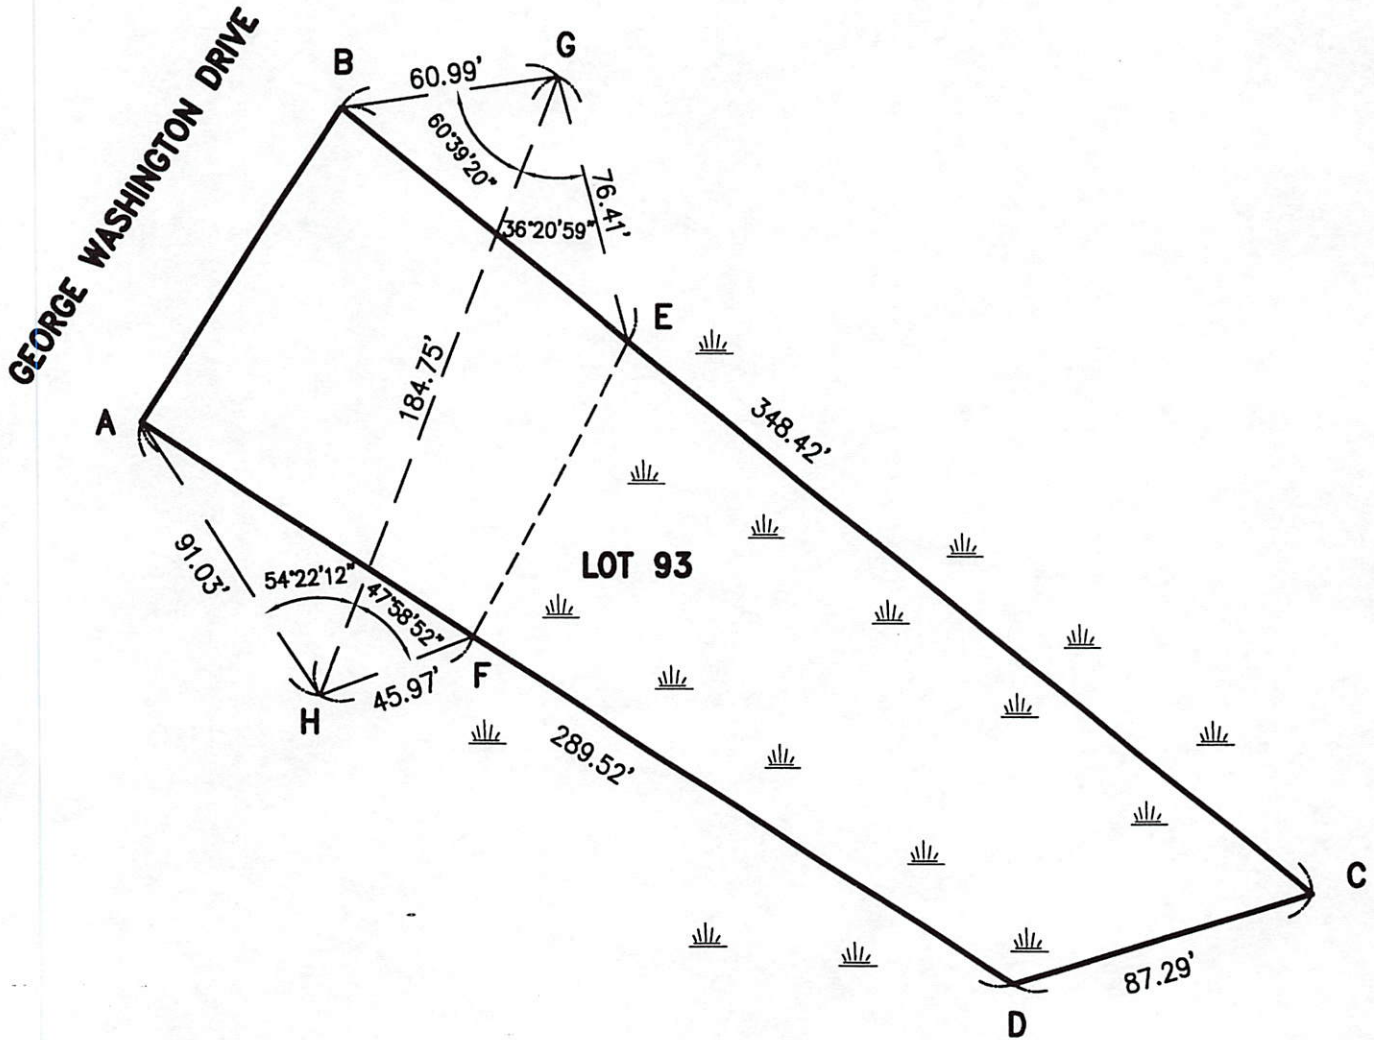 GEORGE WASHINGTON DRIVE
B
60.99'
G
60°39'20"
76.41'
36°20'59"
E
184.75'
348.42'
A
LOT 93
91.03'
54°22'12"
47°58'52"
45.97'
F
H
289.52'
C
87.29'
D